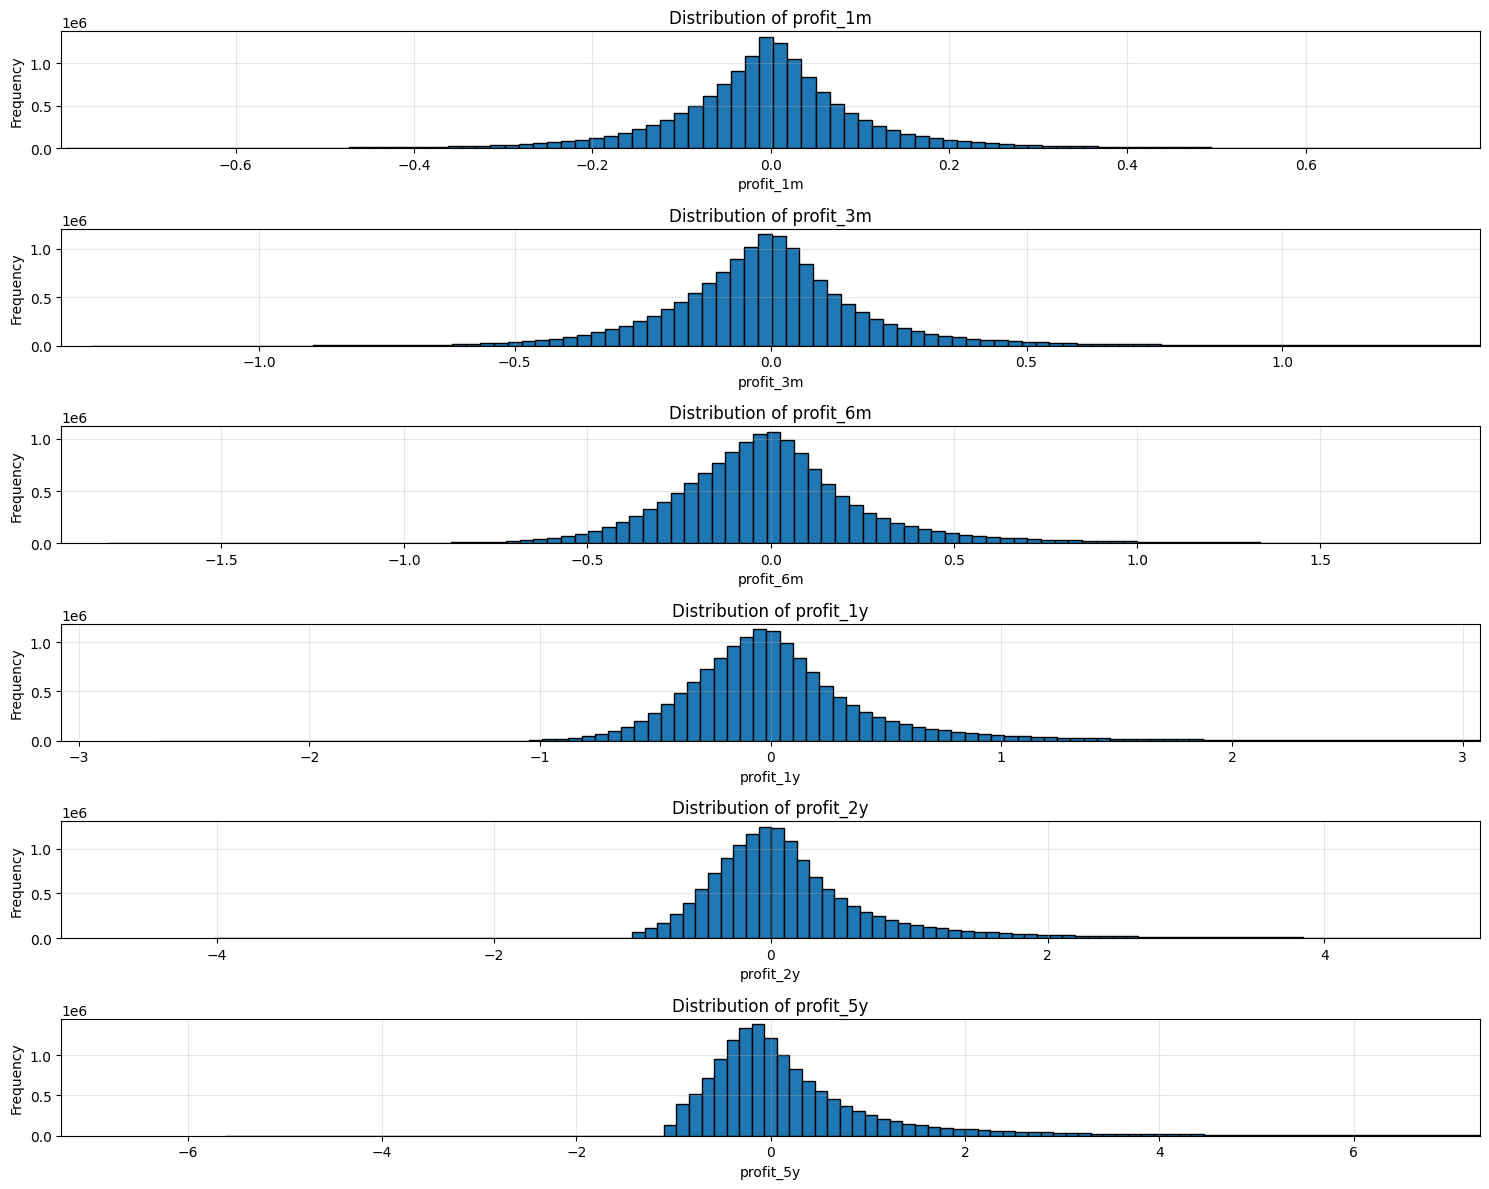 Distribution of profit_1m
1e6
Frequency
1.0
0.5
0.0
−0.6 −0.4 −0.2 0.0 0.2 0.4 0.6
profit_1m
Distribution of profit_3m
1e6
Frequency
1.0
0.5
0.0
−1.0 −0.5 0.0 0.5 1.0
profit_3m
Distribution of profit_6m
1e6
Frequency
1.0
0.5
0.0
−1.5 −1.0 −0.5 0.0 0.5 1.0 1.5
profit_6m
Distribution of profit_1y
1e6
Frequency
1.0
0.5
0.0
−3 −2 −1 0 1 2 3
profit_1y
Distribution of profit_2y
1e6
Frequency
1.0
0.5
0.0
−4 −2 0 2 4
profit_2y
Distribution of profit_5y
1e6
Frequency
1.0
0.5
0.0
−6 −4 −2 0 2 4 6
profit_5y